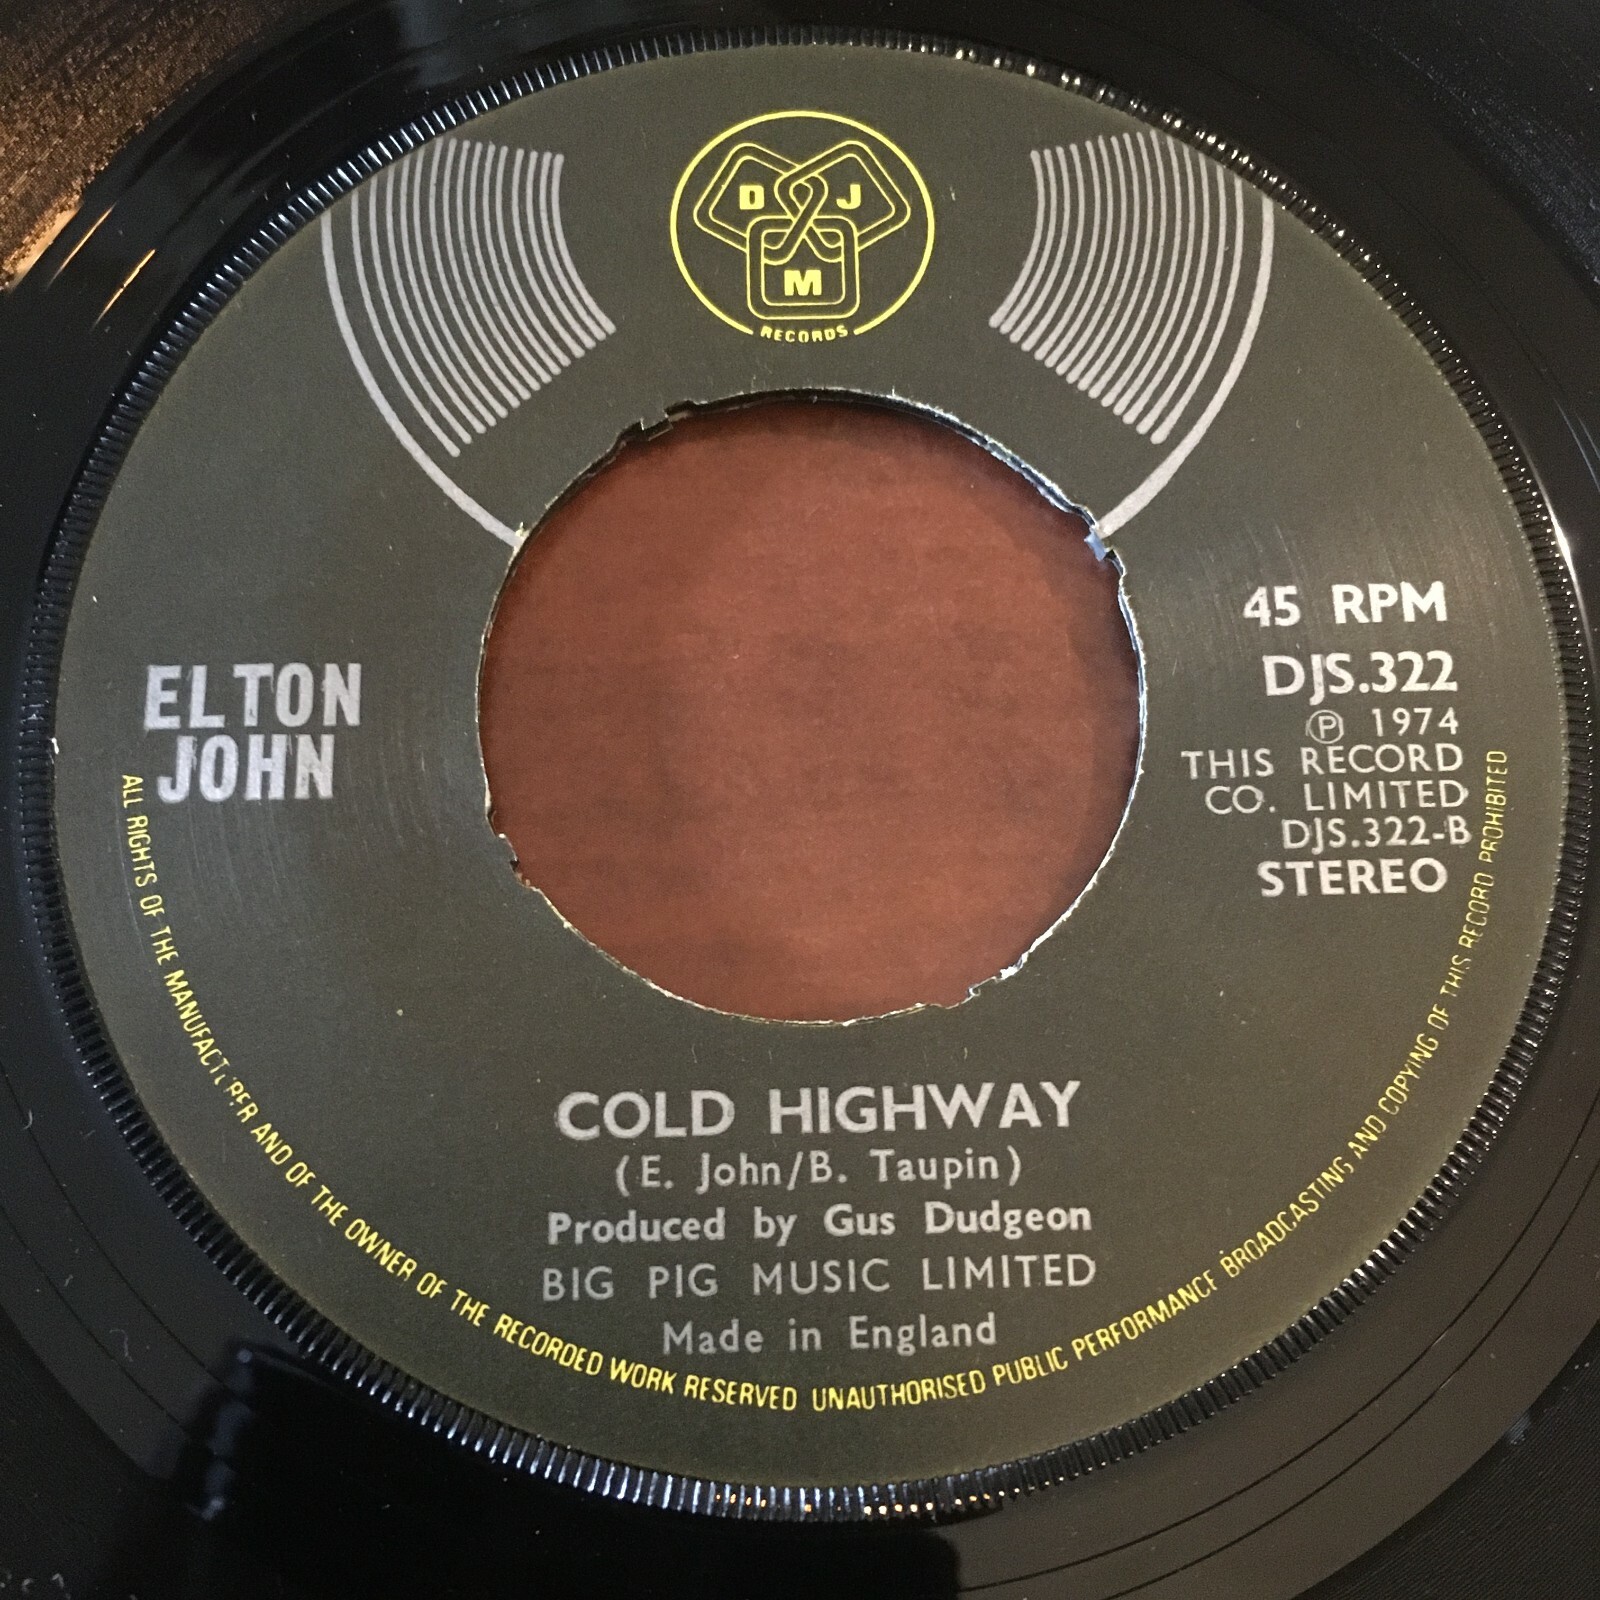 D J
M
RECORDS
45 RPM
DJS.322
Ⓟ 1974
THIS RECORD
CO. LIMITED
DJS.322-B
STEREO
ELTON
JOHN
COLD HIGHWAY
(E. John/B. Taupin)
Produced by Gus Dudgeon
BIG PIG MUSIC LIMITED
Made in England
ALL RIGHTS OF THE MANUFACTURER AND OF THE OWNER OF THE RECORDED WORK RESERVED UNAUTHORISED PUBLIC PERFORMANCE BROADCASTING AND COPYING OF THIS RECORD PROHIBITED